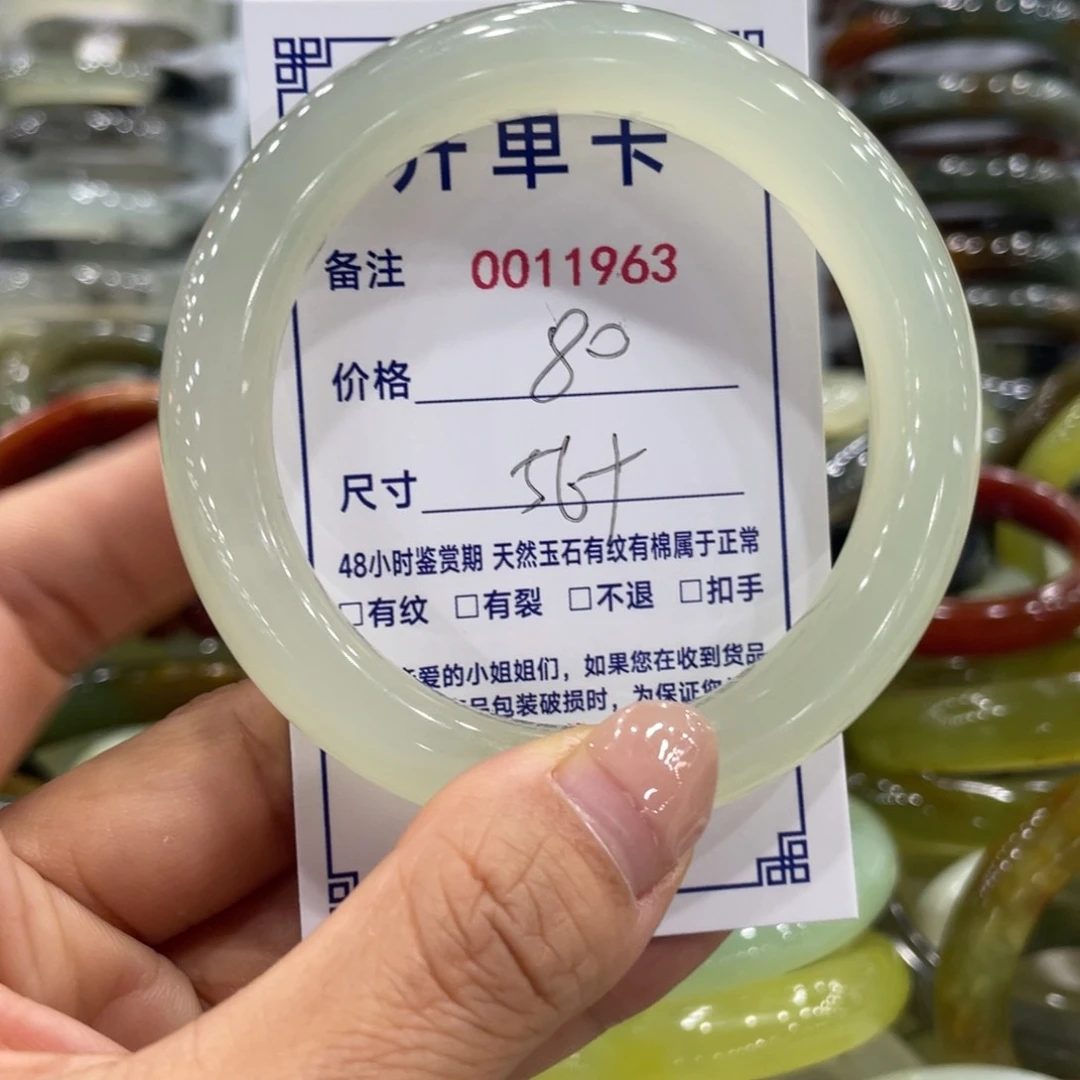 开单卡
备注 0011963
价格 80
尺寸 56+
48小时鉴赏期 天然玉石有纹有棉属于正常
□有纹 □有裂 □不退 □扣手
爱的小姐姐们，如果您在收到货品
品包装破损时，为保证您